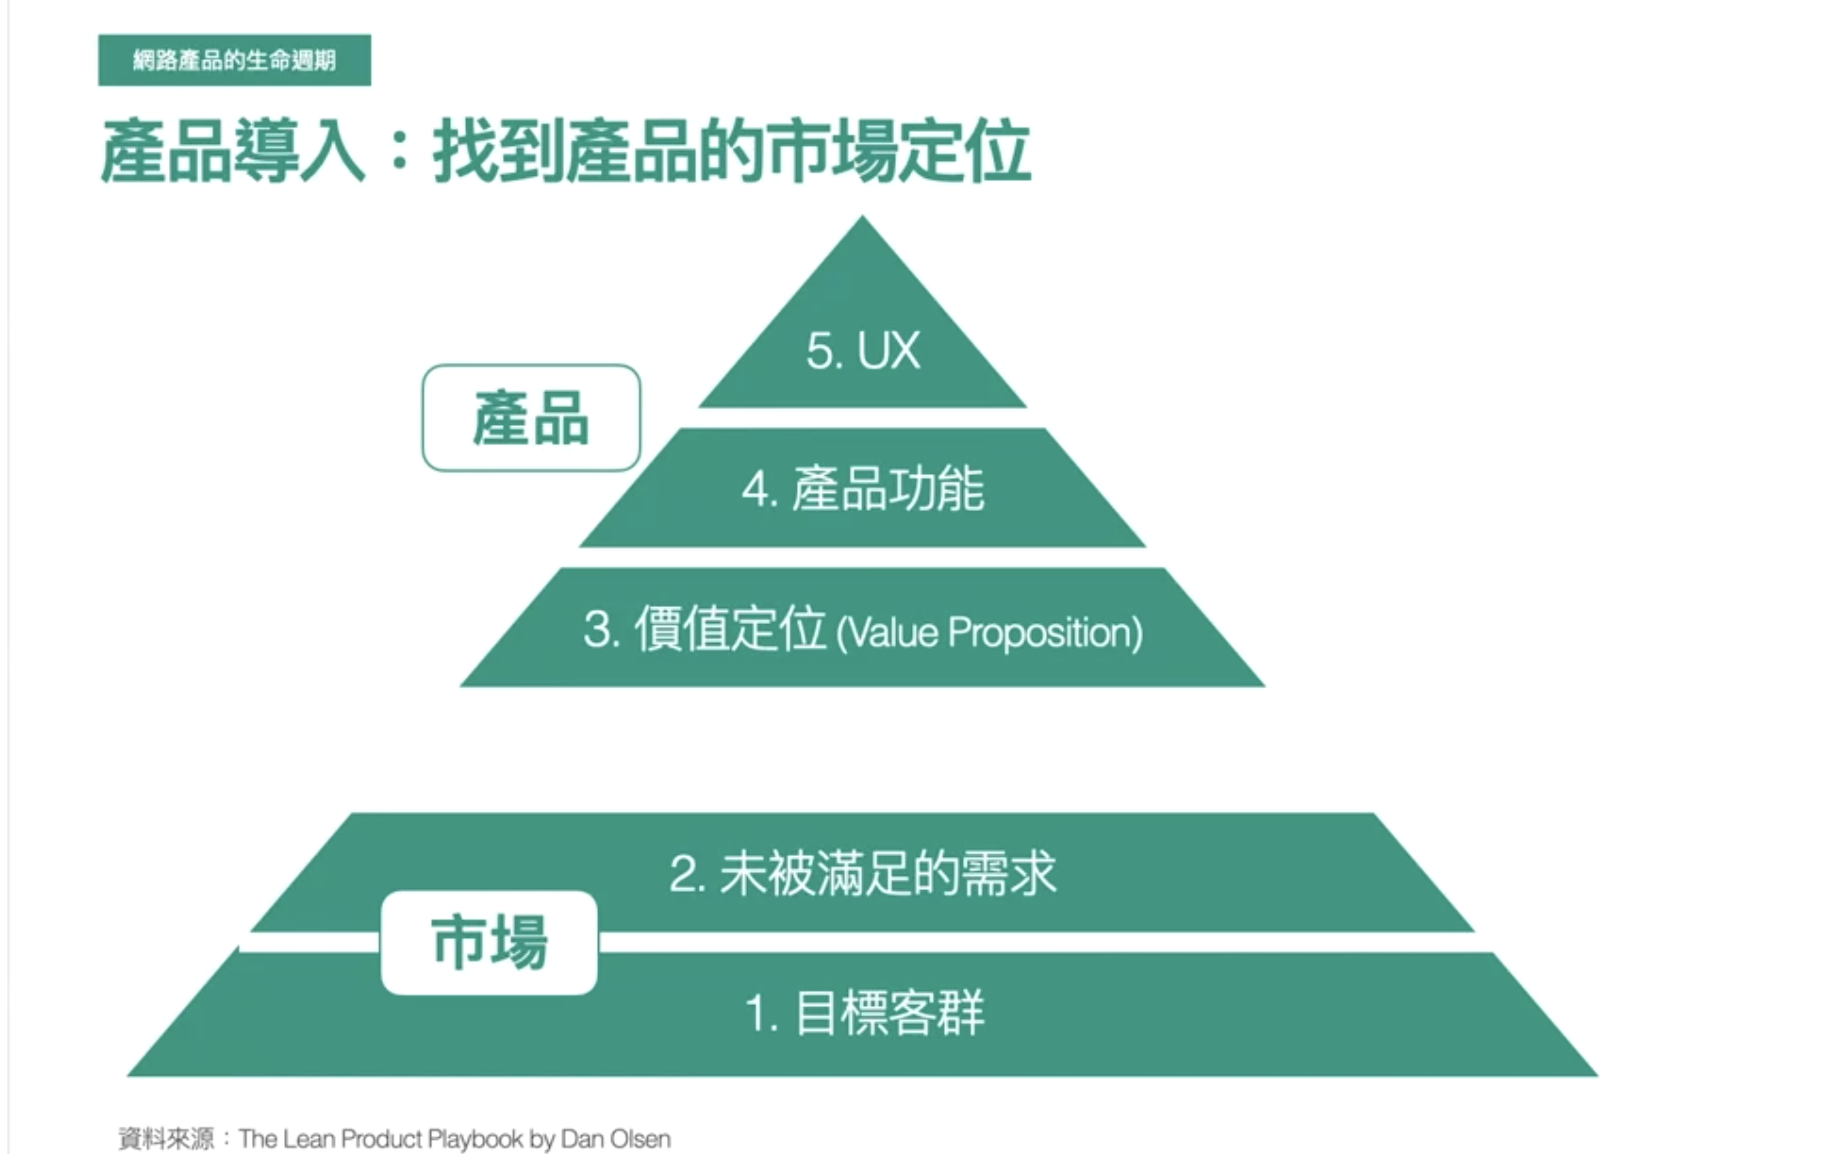 網路產品的生命週期
產品導入：找到產品的市場定位
5. UX
產品
4. 產品功能
3. 價值定位 (Value Proposition)
2. 未被滿足的需求
市場
1. 目標客群
資料來源：The Lean Product Playbook by Dan Olsen